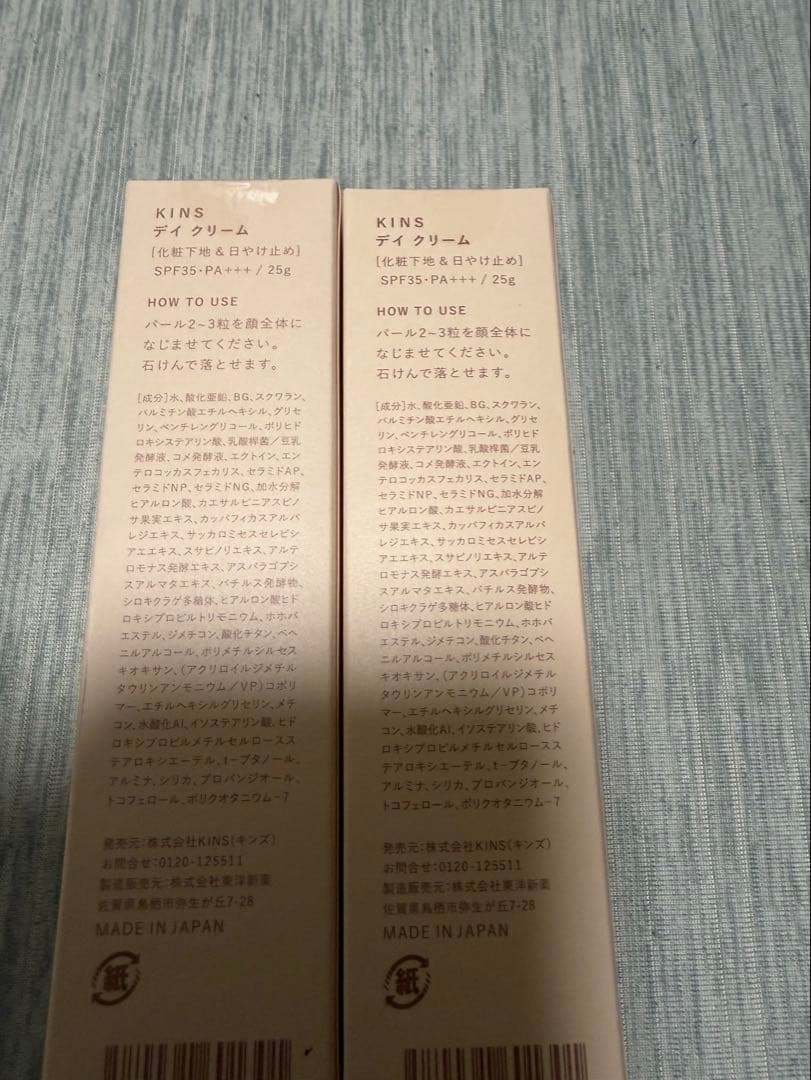 KINS
デイ クリーム
[化粧下地＆日やけ止め]
SPF35・PA+++ / 25g
HOW TO USE
パール2~3粒を顔全体に
なじませてください。
石けんで落とせます。
[成分]水、酸化亜鉛、BG、スクワラン、
パルミチン酸エチルヘキシル、グリセ
リン、ペンチレングリコール、ポリヒド
ロキシステアリン酸、乳酸桿菌／豆乳
発酵液、コメ発酵液、エクトイン、エン
テロコッカスフェカリス、セラミドAP、
セラミドNP、セラミドNG、加水分解
ヒアルロン酸、カエサルピニアスピノ
サ果実エキス、カッパフィカスアルバ
レジエキス、サッカロミセスセレビシ
アエエキス、スサビノリエキス、アルテ
ロモナス発酵エキス、アスパラゴプシ
スアルマタエキス、バチルス発酵物、
シロキクラゲ多糖体、ヒアルロン酸ヒド
ロキシプロピルトリモニウム、ホホバ
エステル、ジメチコン、酸化チタン、ベヘ
ニルアルコール、ポリメチルシルセス
キオキサン、(アクリロイルジメチル
タウリンアンモニウム／VP)コポリ
マー、エチルヘキシルグリセリン、メチ
コン、水酸化Al、イソステアリン酸、ヒド
ロキシプロピルメチルセルロースス
テアロキシエーテル、t-ブタノール、
アルミナ、シリカ、プロパンジオール、
トコフェロール、ポリクオタニウム-7
発売元：株式会社KINS(キンズ)
お問合せ：0120-125511
製造販売元：株式会社東洋新薬
佐賀県鳥栖市弥生が丘7-28
MADE IN JAPAN
紙
KINS
デイ クリーム
[化粧下地＆日やけ止め]
SPF35・PA+++ / 25g
HOW TO USE
パール2~3粒を顔全体に
なじませてください。
石けんで落とせます。
[成分]水、酸化亜鉛、BG、スクワラン、
パルミチン酸エチルヘキシル、グリセ
リン、ペンチレングリコール、ポリヒド
ロキシステアリン酸、乳酸桿菌／豆乳
発酵液、コメ発酵液、エクトイン、エン
テロコッカスフェカリス、セラミドAP、
セラミドNP、セラミドNG、加水分解
ヒアルロン酸、カエサルピニアスピノ
サ果実エキス、カッパフィカスアルバ
レジエキス、サッカロミセスセレビシ
アエエキス、スサビノリエキス、アルテ
ロモナス発酵エキス、アスパラゴプシ
スアルマタエキス、バチルス発酵物、
シロキクラゲ多糖体、ヒアルロン酸ヒド
ロキシプロピルトリモニウム、ホホバ
エステル、ジメチコン、酸化チタン、ベヘ
ニルアルコール、ポリメチルシルセス
キオキサン、(アクリロイルジメチル
タウリンアンモニウム／VP)コポリ
マー、エチルヘキシルグリセリン、メチ
コン、水酸化Al、イソステアリン酸、ヒド
ロキシプロピルメチルセルロースス
テアロキシエーテル、t-ブタノール、
アルミナ、シリカ、プロパンジオール、
トコフェロール、ポリクオタニウム-7
発売元：株式会社KINS(キンズ)
お問合せ：0120-125511
製造販売元：株式会社東洋新薬
佐賀県鳥栖市弥生が丘7-28
MADE IN JAPAN
紙